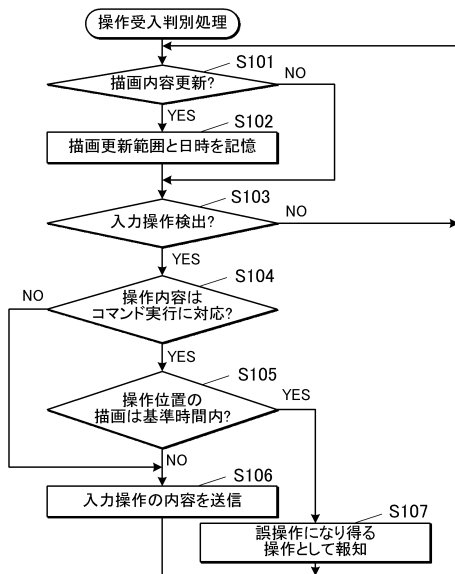 操作受入判別処理
S101
描画内容更新?
NO
YES
S102
描画更新範囲と日時を記憶
S103
入力操作検出?
NO
YES
S104
NO
操作内容は
コマンド実行に対応?
YES
S105
操作位置の
描画は基準時間内?
YES
NO
S106
入力操作の内容を送信
S107
誤操作になり得る
操作として報知